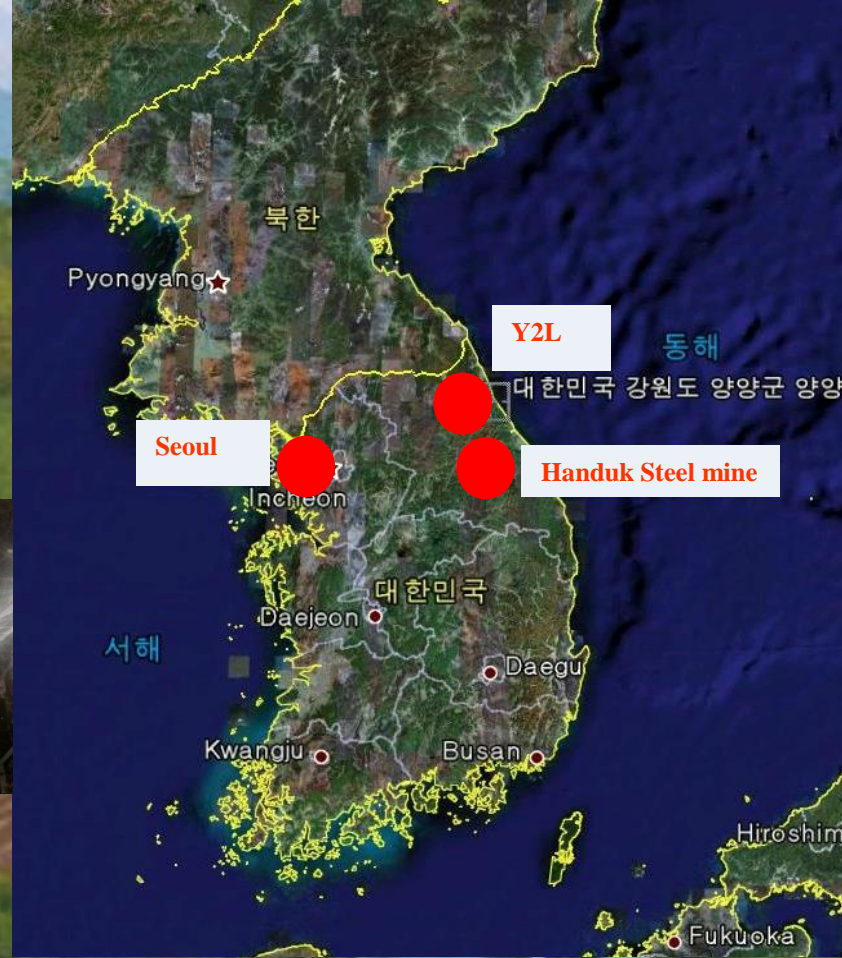 북한
Pyongyang
Y2L
동해
대한민국 강원도 양양군 양양
Seoul
Handuk Steel mine
Incheon
대한민국
Daejeon
서해
Daegu
Kwangju
Busan
Hiroshim
Fukuoka